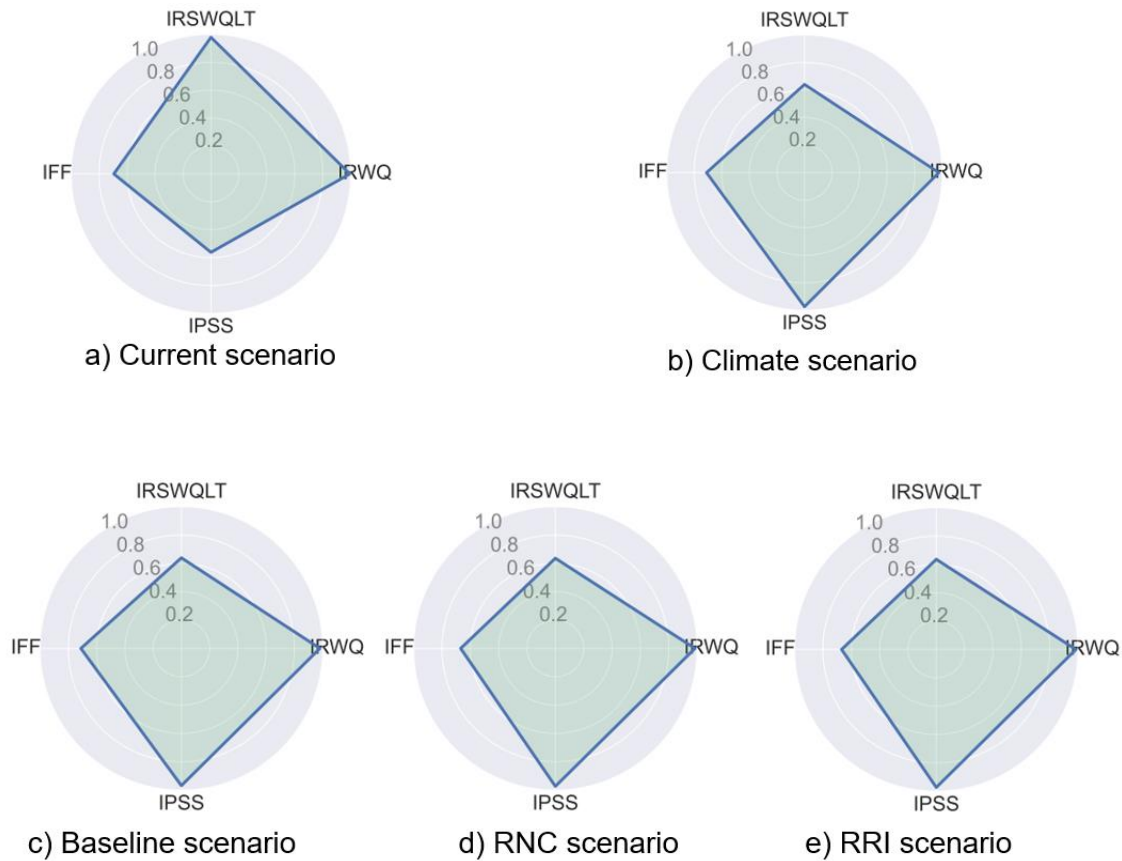 IRSWQLT
1.0
0.8
0.6
0.4
0.2
IFF
IRWQ
IPSS
a) Current scenario
IRSWQLT
1.0
0.8
0.6
0.4
0.2
IFF
IRWQ
IPSS
b) Climate scenario
IRSWQLT
1.0
0.8
0.6
0.4
0.2
IFF
IRWQ
IPSS
c) Baseline scenario
IRSWQLT
1.0
0.8
0.6
0.4
0.2
IFF
IRWQ
IPSS
d) RNC scenario
IRSWQLT
1.0
0.8
0.6
0.4
0.2
IFF
IRWQ
IPSS
e) RRI scenario